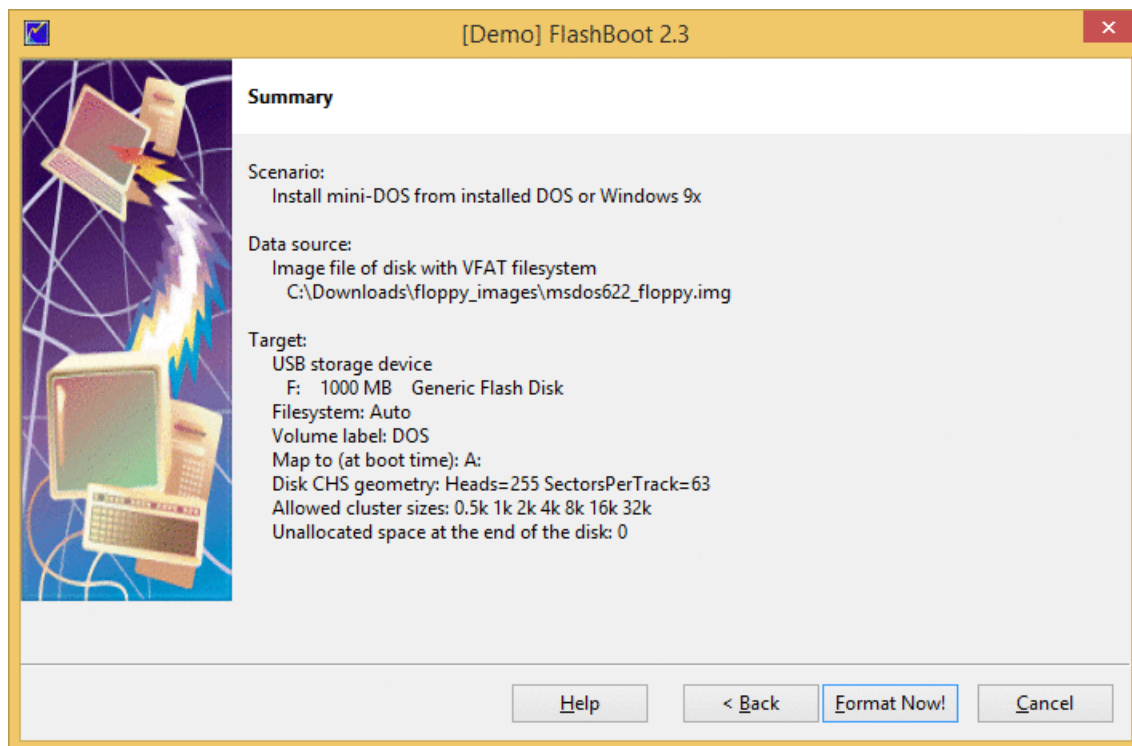 [Demo] FlashBoot 2.3
Summary
Scenario:
Install mini-DOS from installed DOS or Windows 9x
Data source:
Image file of disk with VFAT filesystem
C:\Downloads\floppy_images\msdos622_floppy.img
Target:
USB storage device
F: 1000 MB Generic Flash Disk
Filesystem: Auto
Volume label: DOS
Map to (at boot time): A:
Disk CHS geometry: Heads=255 SectorsPerTrack=63
Allowed cluster sizes: 0.5k 1k 2k 4k 8k 16k 32k
Unallocated space at the end of the disk: 0
Help < Back Format Now! Cancel